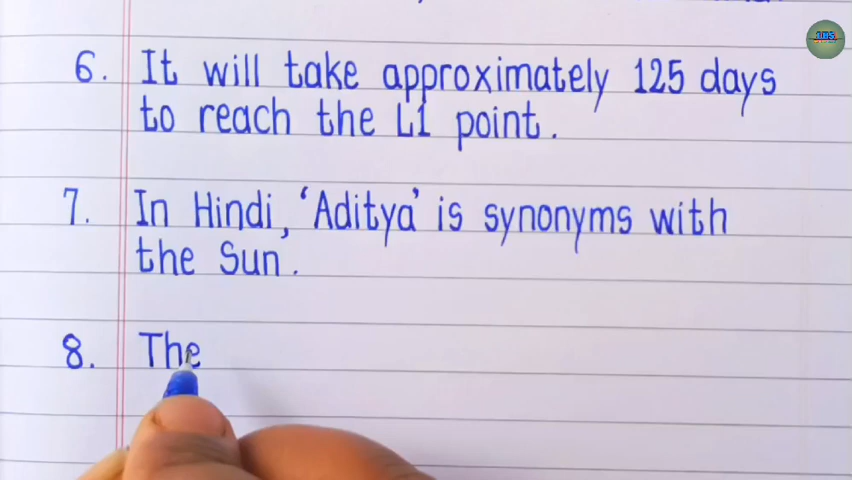 6. It will take approximately 125 days
to reach the L1 point.
7. In Hindi, ‘Aditya’ is synonyms with
the Sun.
8. The